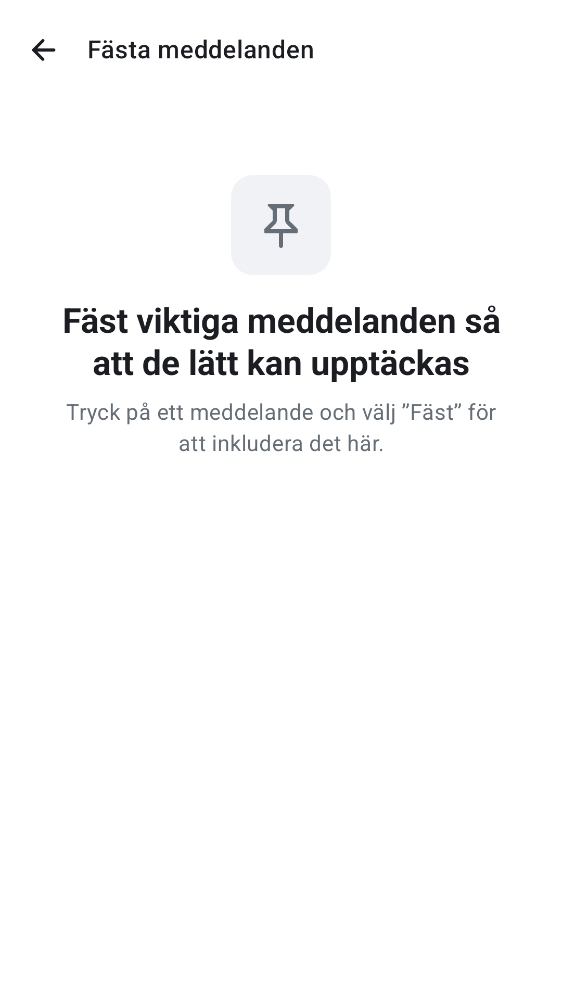 Fästa meddelanden
Fäst viktiga meddelanden så
att de lätt kan upptäckas
Tryck på ett meddelande och välj ”Fäst” för
att inkludera det här.